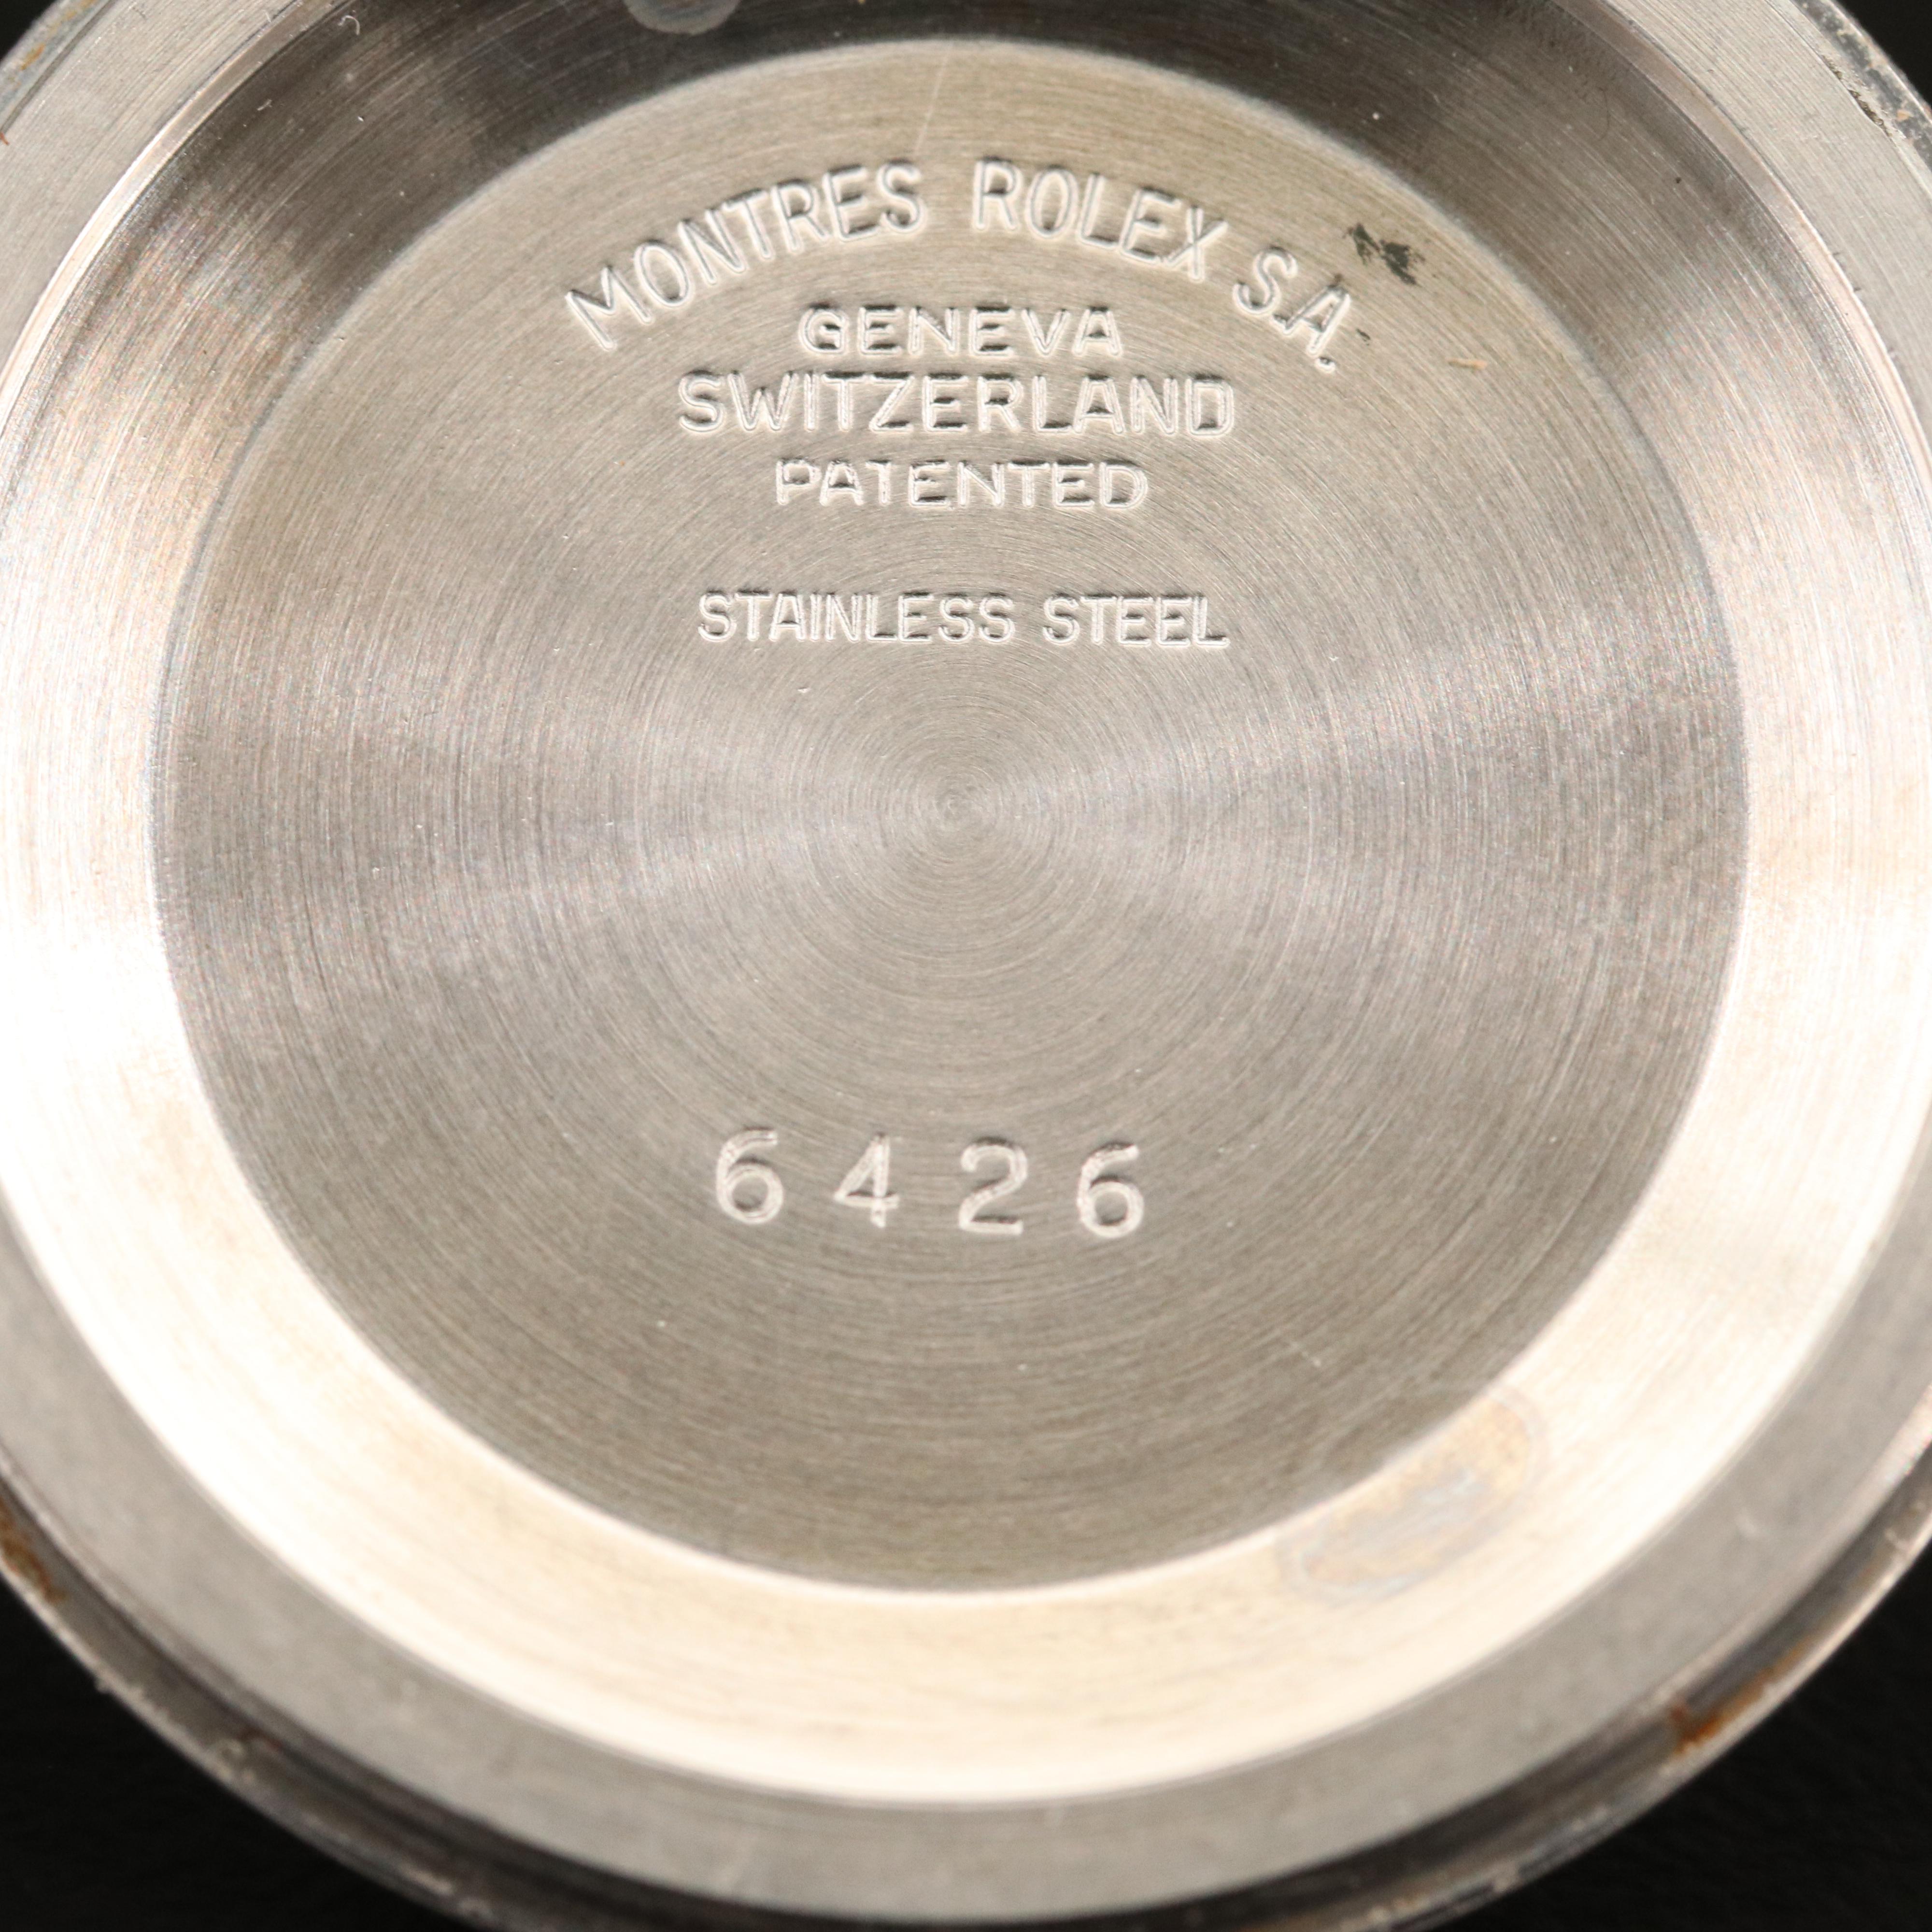 MONTRES ROLEX S.A.
GENEVA
SWITZERLAND
PATENTED
STAINLESS STEEL
6426